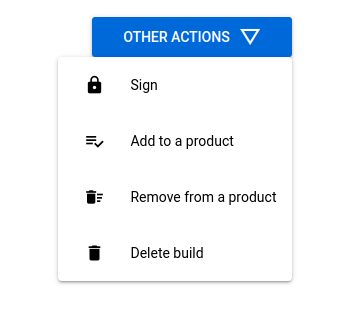 OTHER ACTIONS
Sign
Add to a product
Remove from a product
Delete build